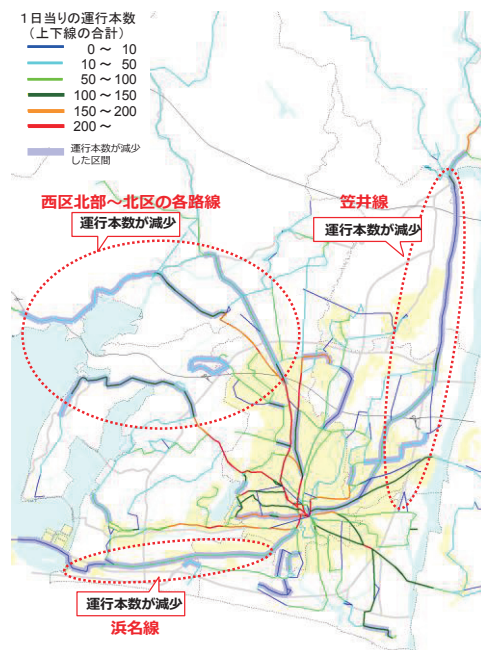 1日当りの運行本数
(上下線の合計)
0 ~ 10
10 ~ 50
50 ~ 100
100 ~ 150
150 ~ 200
200 ~
運行本数が減少
した区間
西区北部~北区の各路線
運行本数が減少
笠井線
運行本数が減少
運行本数が減少
浜名線